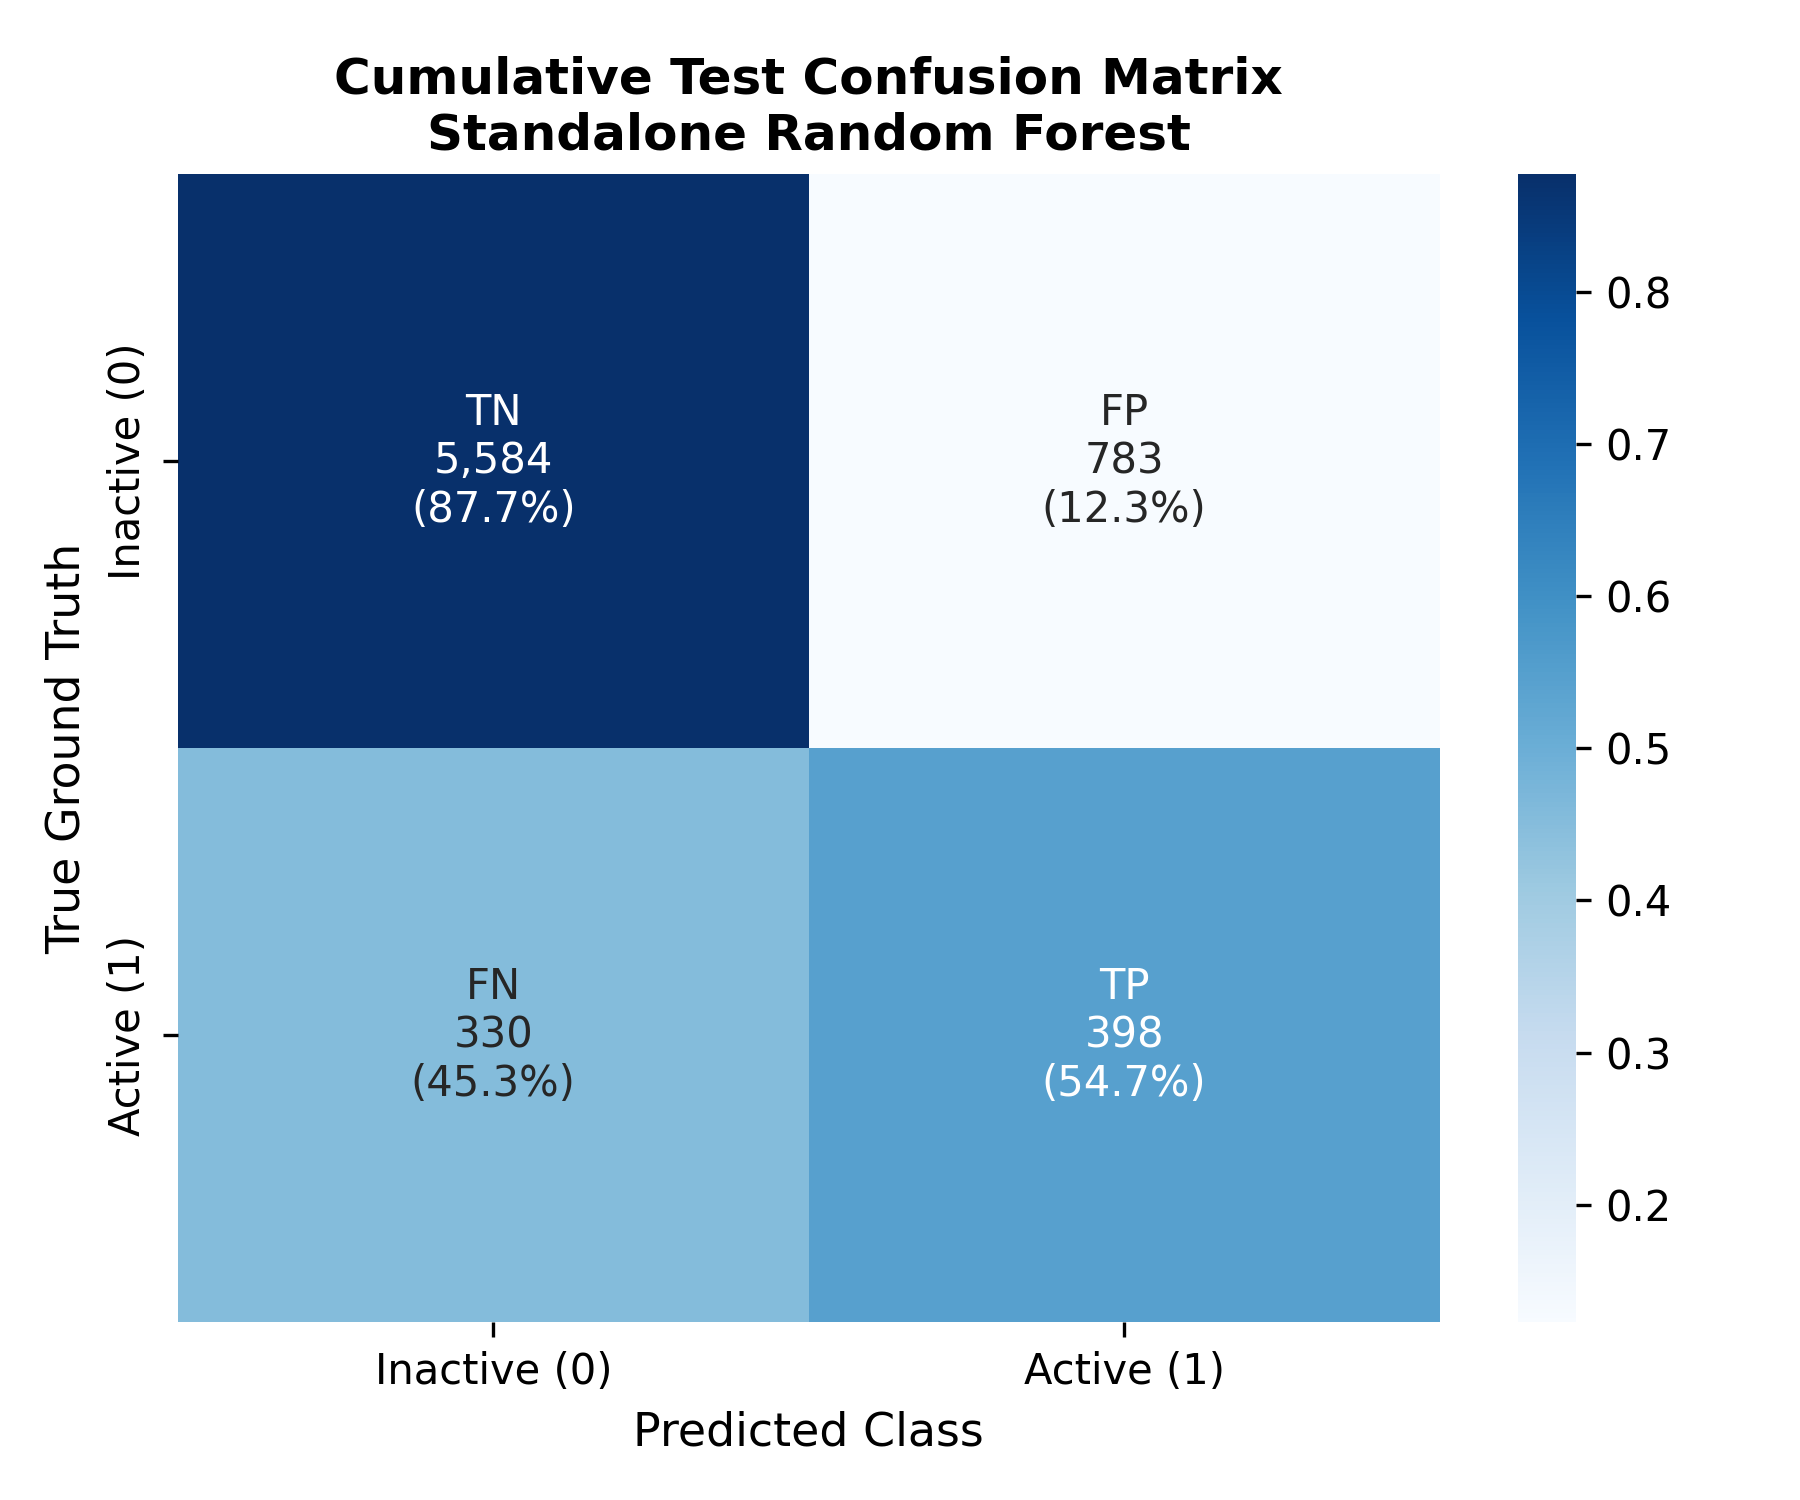 Cumulative Test Confusion Matrix
Standalone Random Forest
True Ground Truth
Inactive (0)
Active (1)
TN
5,584
(87.7%)
FP
783
(12.3%)
FN
330
(45.3%)
TP
398
(54.7%)
Inactive (0)
Active (1)
Predicted Class
0.8
0.7
0.6
0.5
0.4
0.3
0.2